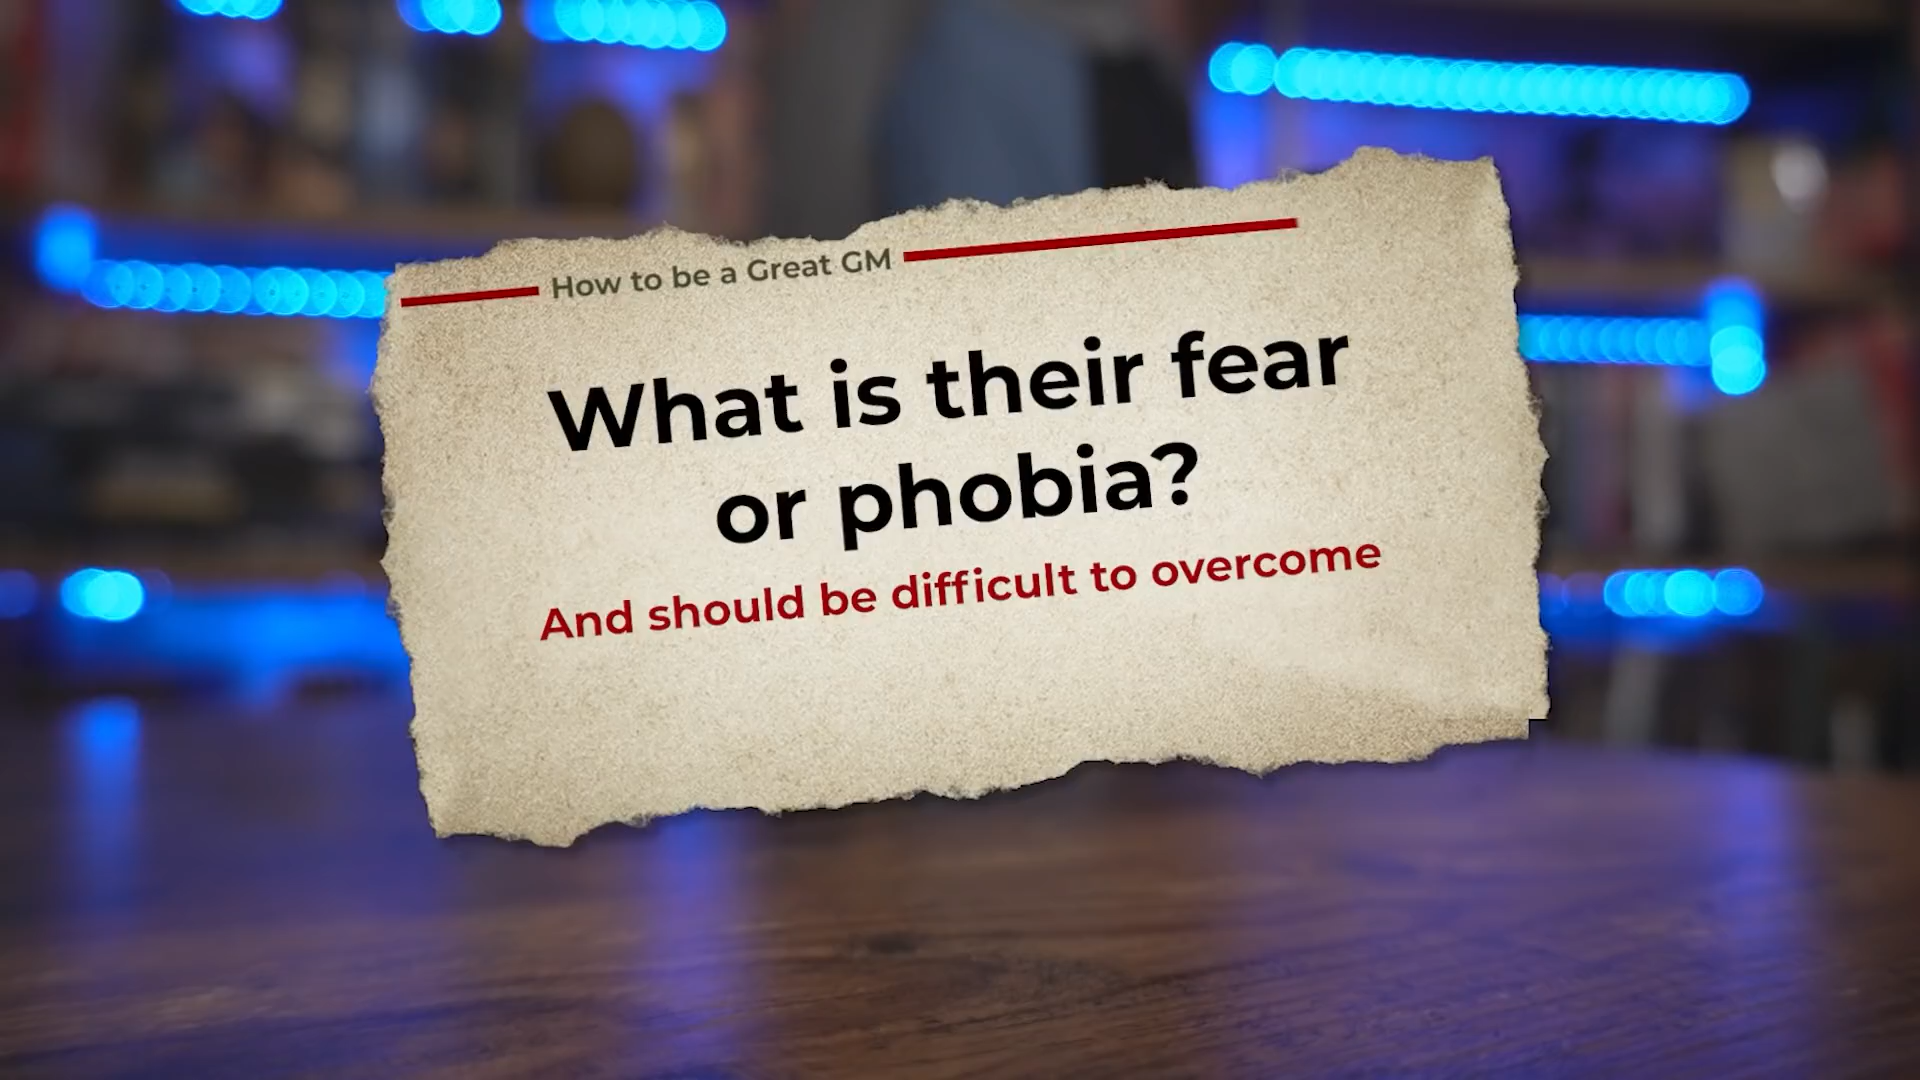 How to be a Great GM
What is their fear
or phobia?
And should be difficult to overcome